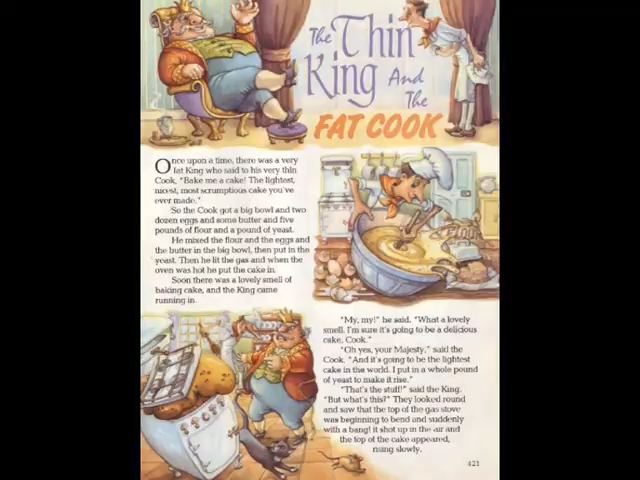 The Thin
King And
The
FAT COOK
Once upon a time, there was a very
fat King who said to his very thin
Cook, "Bake me a cake! The lightest,
nicest, most scrumptious cake you've
ever made."
So the Cook got a big bowl and two
dozen eggs and some butter and five
pounds of flour and a pound of yeast.
He mixed the flour and the eggs and
the butter in the big bowl, then put in the
yeast. Then he lit the gas and when the
oven was hot he put the cake in.
Soon there was a lovely smell of
baking cake, and the King came
running in.
"My, my!" he said. "What a lovely
smell. I'm sure it's going to be a delicious
cake, Cook."
"Oh yes, your Majesty," said the
Cook. "And it's going to be the lightest
cake in the world. I put in a whole pound
of yeast to make it rise."
"That's the stuff!" said the King.
"But what's this?" They looked round
and saw that the top of the gas stove
was beginning to bend and suddenly
with a bang! it shot up in the air and
the top of the cake appeared,
rising slowly.
421